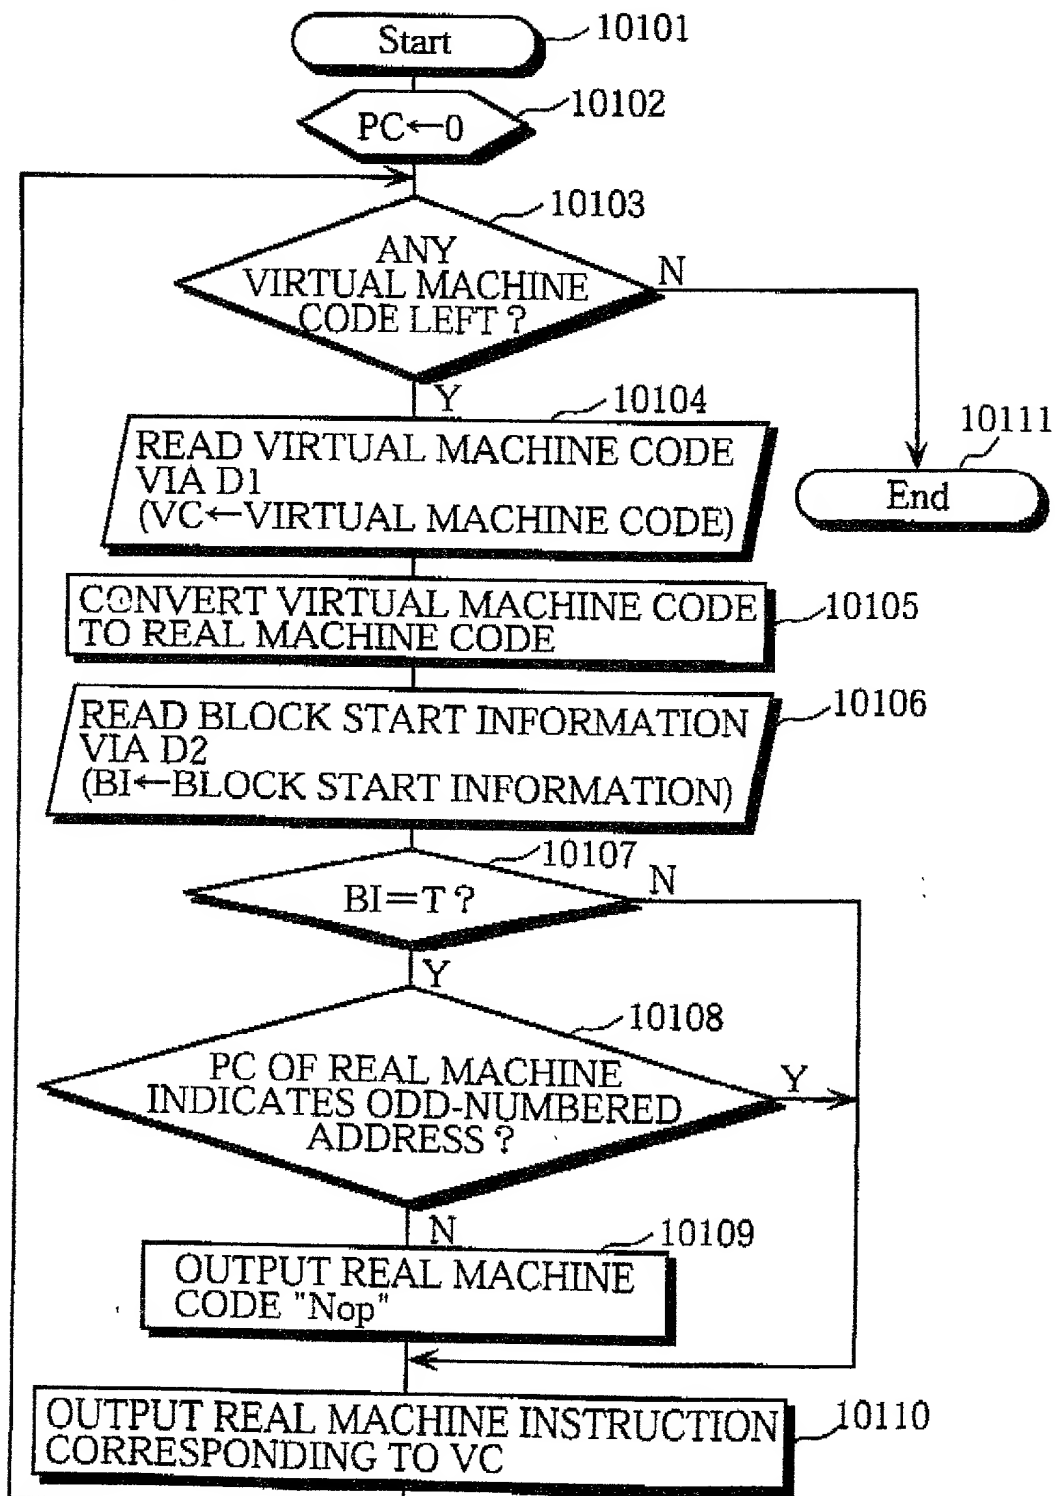 Start
10101
PC←0
10102
10103
ANY
VIRTUAL MACHINE
CODE LEFT ?
N
Y
10104
READ VIRTUAL MACHINE CODE
VIA D1
(VC←VIRTUAL MACHINE CODE)
10111
End
CONVERT VIRTUAL MACHINE CODE
TO REAL MACHINE CODE
10105
READ BLOCK START INFORMATION
VIA D2
(BI←BLOCK START INFORMATION)
10106
10107
BI=T ?
N
Y
10108
PC OF REAL MACHINE
INDICATES ODD-NUMBERED
ADDRESS ?
Y
N
10109
OUTPUT REAL MACHINE
CODE "Nop"
OUTPUT REAL MACHINE INSTRUCTION
CORRESPONDING TO VC
10110